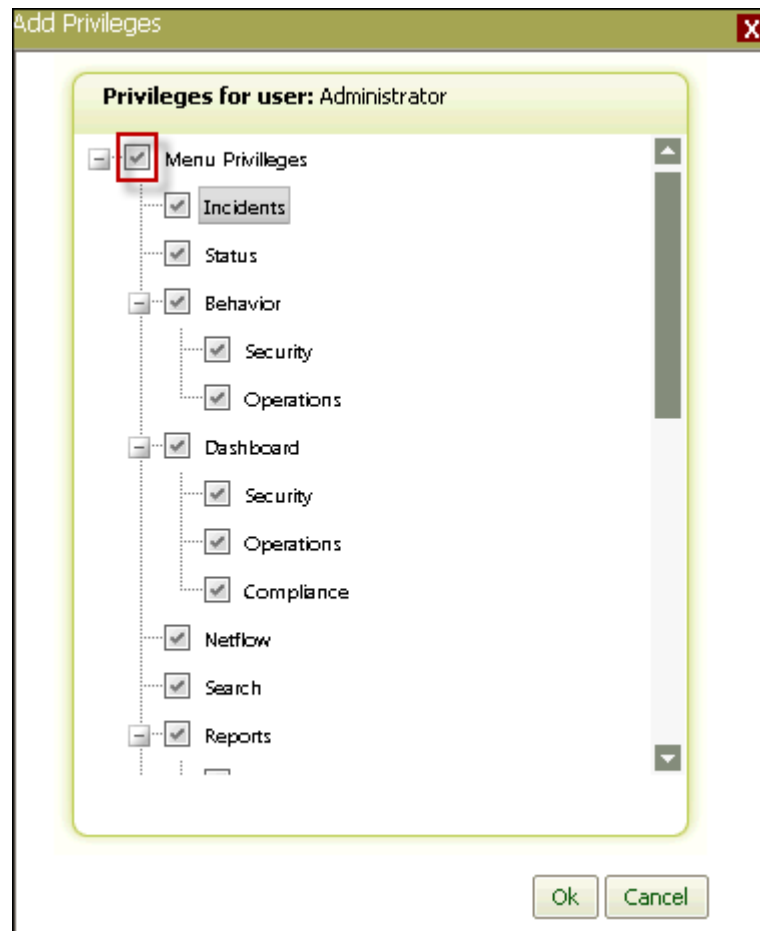 Add Privileges
X
Privileges for user: Administrator
Menu Privilleges
Incidents
Status
Behavior
Security
Operations
Dashboard
Security
Operations
Compliance
Netflow
Search
Reports
Ok Cancel